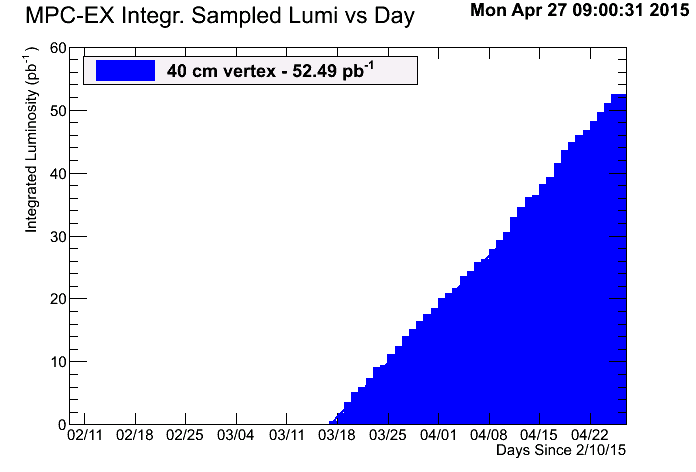 MPC-EX Integr. Sampled Lumi vs Day
Mon Apr 27 09:00:31 2015
Integrated Luminosity (pb⁻¹)
40 cm vertex - 52.49 pb⁻¹
60
50
40
30
20
10
0
02/11 02/18 02/25 03/04 03/11 03/18 03/25 04/01 04/08 04/15 04/22
Days Since 2/10/15